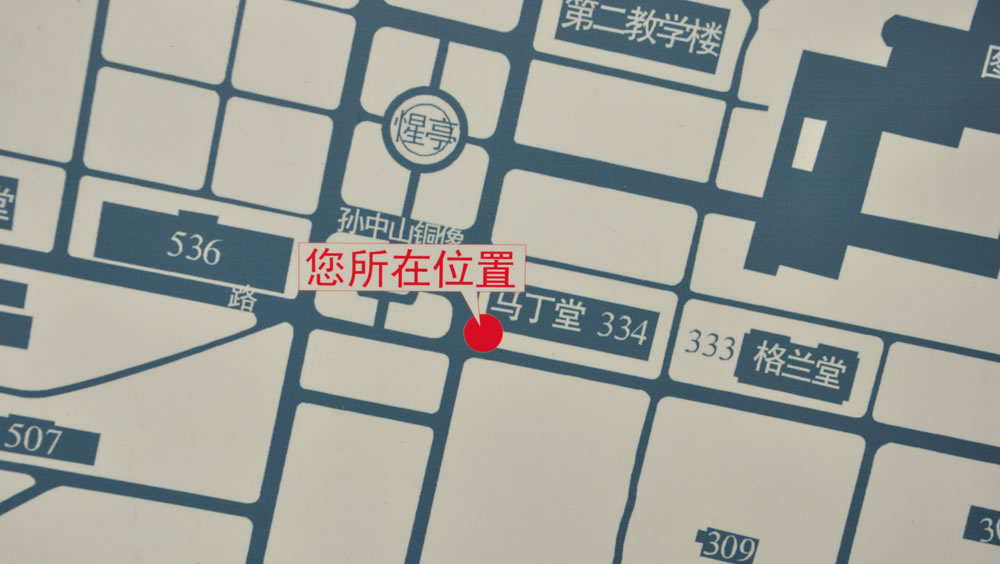 第二教学楼
惺亭
孙中山铜像
536
您所在位置
路
马丁堂 334
333 格兰堂
507
309